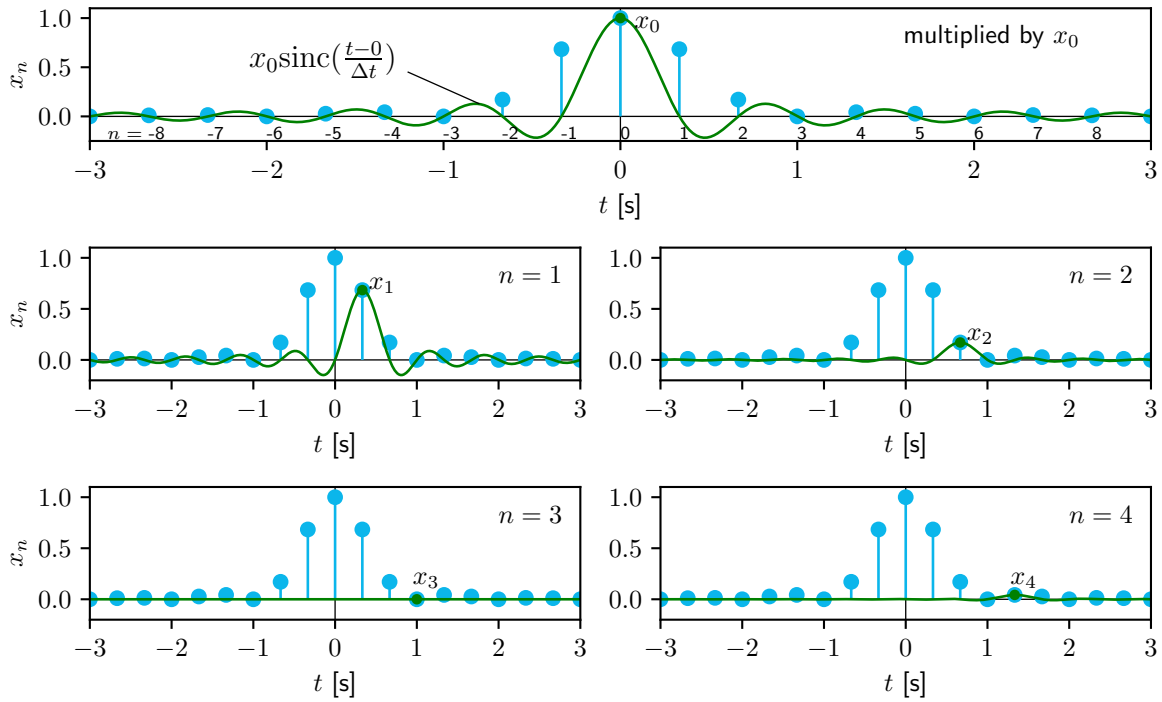 1.0
0.5
0.0
x_n
x_0 sinc(\frac{t-0}{\Delta t})
x_0
multiplied by x_0
n = -8 -7 -6 -5 -4 -3 -2 -1 0 1 2 3 4 5 6 7 8
−3 −2 −1 0 1 2 3
t [s]
1.0
0.5
0.0
x_n
x_1
n = 1
−3 −2 −1 0 1 2 3
t [s]
1.0
0.5
0.0
x_2
n = 2
−3 −2 −1 0 1 2 3
t [s]
1.0
0.5
0.0
x_n
x_3
n = 3
−3 −2 −1 0 1 2 3
t [s]
1.0
0.5
0.0
x_4
n = 4
−3 −2 −1 0 1 2 3
t [s]